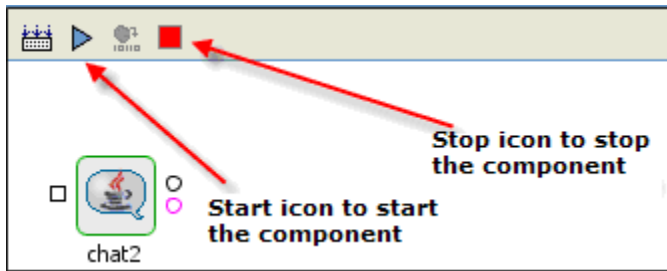 Stop icon to stop
the component
Start icon to start
the component
chat2